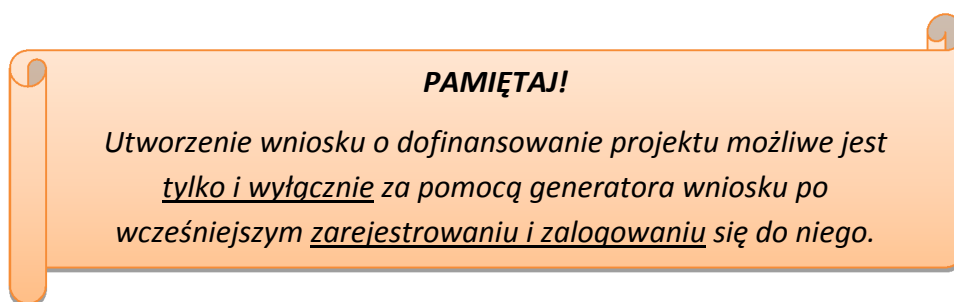 PAMIĘTAJ!
Utworzenie wniosku o dofinansowanie projektu możliwe jest
tylko i wyłącznie za pomocą generatora wniosku po
wcześniejszym zarejestrowaniu i zalogowaniu się do niego.